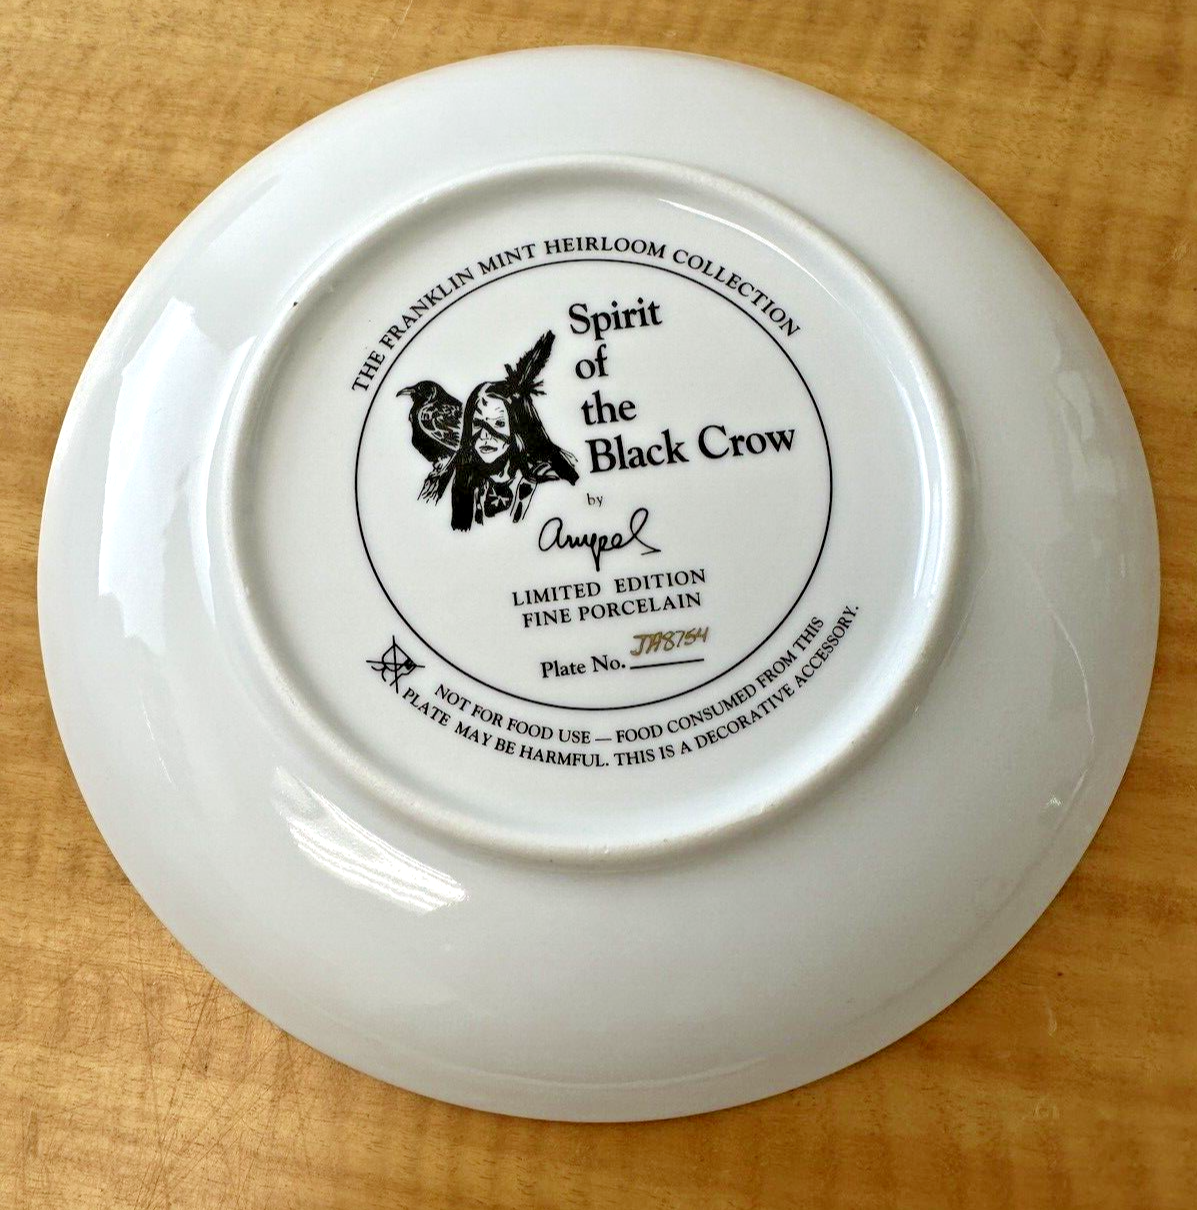 THE FRANKLIN MINT HEIRLOOM COLLECTION
Spirit
of
the
Black Crow
by
LIMITED EDITION
FINE PORCELAIN
Plate No. JA8754
NOT FOR FOOD USE — FOOD CONSUMED FROM THIS
PLATE MAY BE HARMFUL. THIS IS A DECORATIVE ACCESSORY.